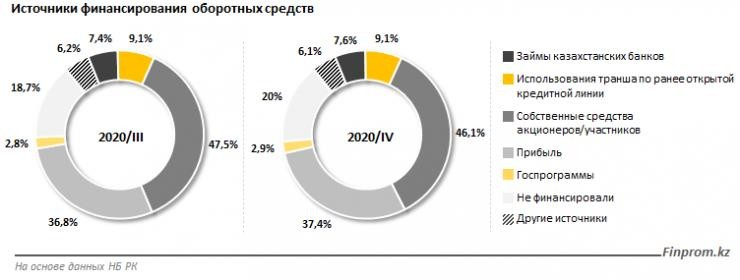 Источники финансирования оборотных средств
6,2%
7,4%
9,1%
18,7%
2,8%
2020/III
47,5%
36,8%
6,1%
7,6%
9,1%
20%
2,9%
2020/IV
46,1%
37,4%
Займы казахстанских банков
Использования транша по ранее открытой
кредитной линии
Собственные средства
акционеров/участников
Прибыль
Госпрограммы
Не финансировали
Другие источники
Finprom.kz
На основе данных НБ РК